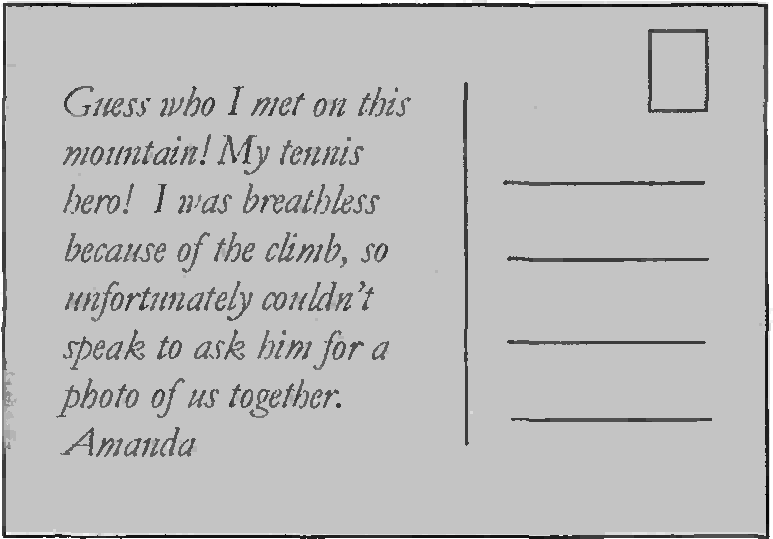 Guess who I met on this
mountain! My tennis
hero! I was breathless
because of the climb, so
unfortunately couldn't
speak to ask him for a
photo of us together.
Amanda